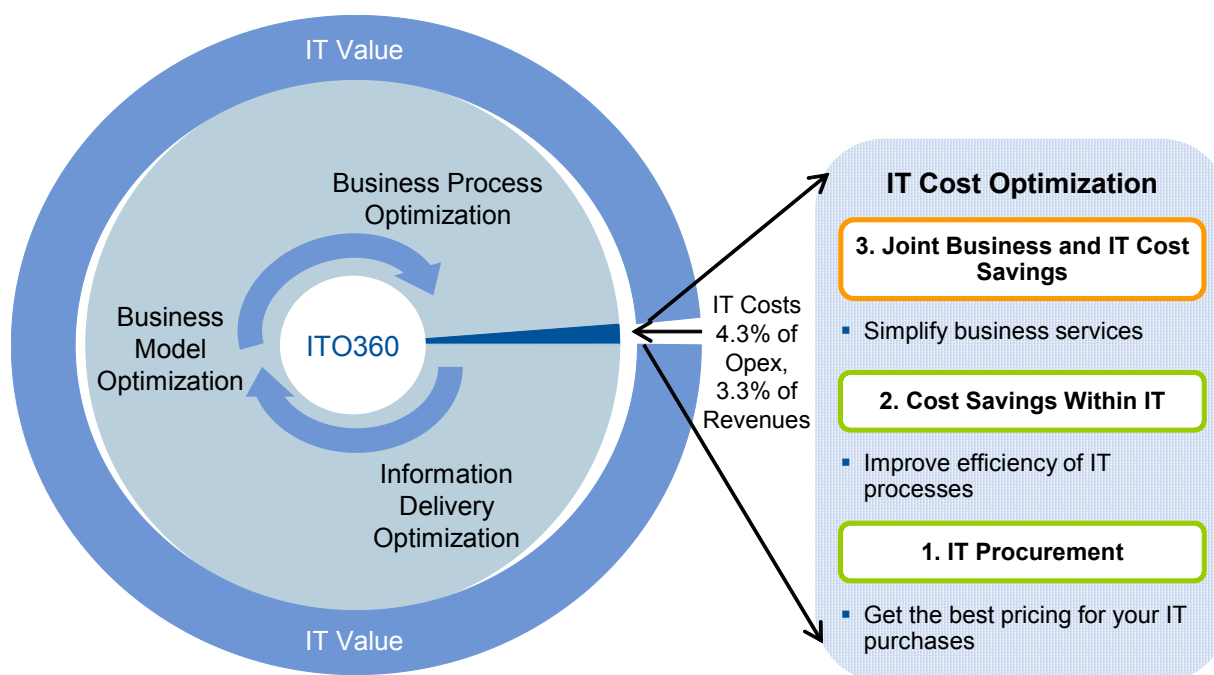 IT Value
Business Process
Optimization
Business
Model
Optimization
ITO360
Information
Delivery
Optimization
IT Value
IT Costs
4.3% of
Opex,
3.3% of
Revenues
IT Cost Optimization
3. Joint Business and IT Cost
Savings
▪ Simplify business services
2. Cost Savings Within IT
▪ Improve efficiency of IT
processes
1. IT Procurement
▪ Get the best pricing for your IT
purchases